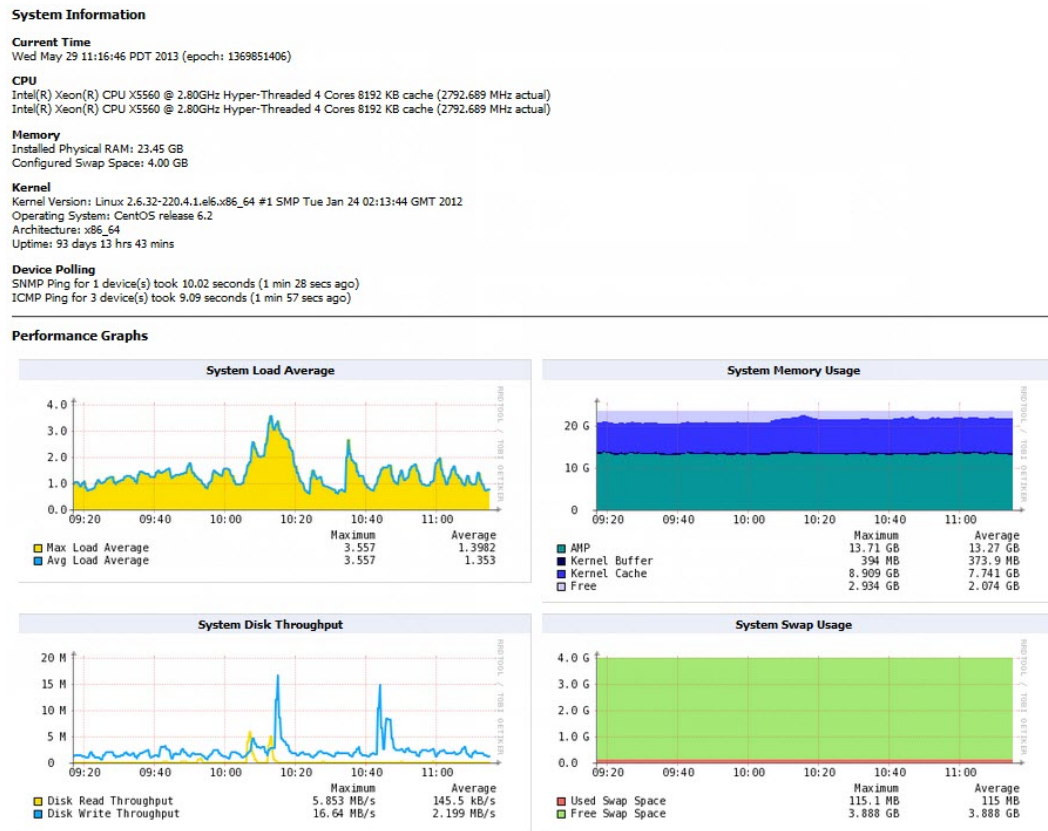 System Information
Current Time
Wed May 29 11:16:46 PDT 2013 (epoch: 1369851406)
CPU
Intel(R) Xeon(R) CPU X5560 @ 2.80GHz Hyper-Threaded 4 Cores 8192 KB cache (2792.689 MHz actual)
Intel(R) Xeon(R) CPU X5560 @ 2.80GHz Hyper-Threaded 4 Cores 8192 KB cache (2792.689 MHz actual)
Memory
Installed Physical RAM: 23.45 GB
Configured Swap Space: 4.00 GB
Kernel
Kernel Version: Linux 2.6.32-220.4.1.el6.x86_64 #1 SMP Tue Jan 24 02:13:44 GMT 2012
Operating System: CentOS release 6.2
Architecture: x86_64
Uptime: 93 days 13 hrs 43 mins
Device Polling
SNMP Ping for 1 device(s) took 10.02 seconds (1 min 28 secs ago)
ICMP Ping for 3 device(s) took 9.09 seconds (1 min 57 secs ago)
Performance Graphs
System Load Average
4.0
3.0
2.0
1.0
0.0
09:20 09:40 10:00 10:20 10:40 11:00
Maximum Average
Max Load Average 3.557 1.3982
Avg Load Average 3.557 1.353
RRDTOOL / TOBI OETIKER
System Memory Usage
20 G
10 G
0
09:20 09:40 10:00 10:20 10:40 11:00
Maximum Average
AMP 13.71 GB 13.27 GB
Kernel Buffer 394 MB 373.9 MB
Kernel Cache 8.909 GB 7.741 GB
Free 2.934 GB 2.074 GB
RRDTOOL / TOBI OETIKER
System Disk Throughput
20 M
15 M
10 M
5 M
0
09:20 09:40 10:00 10:20 10:40 11:00
Maximum Average
Disk Read Throughput 5.853 MB/s 145.5 kB/s
Disk Write Throughput 16.64 MB/s 2.199 MB/s
RRDTOOL / TOBI OETIKER
System Swap Usage
4.0 G
3.0 G
2.0 G
1.0 G
0.0
09:20 09:40 10:00 10:20 10:40 11:00
Maximum Average
Used Swap Space 115.1 MB 115 MB
Free Swap Space 3.888 GB 3.888 GB
RRDTOOL / TOBI OETIKER